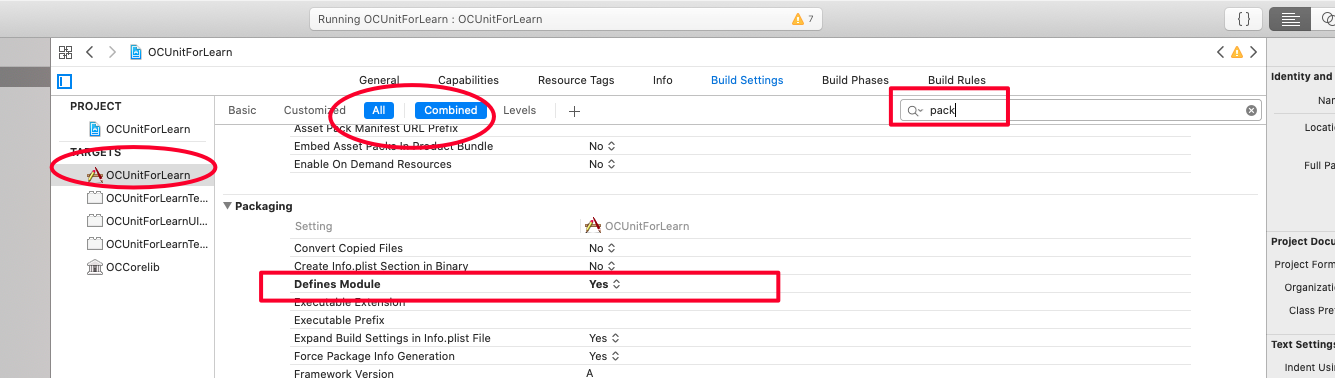 Running OCUnitForLearn : OCUnitForLearn 7
{ }
OCUnitForLearn
General Capabilities Resource Tags Info Build Settings Build Phases Build Rules
Identity and
PROJECT
Basic Customized All Combined Levels + pack
Na
OCUnitForLearn
Asset Pack Manifest URL Prefix
Locatio
TARGETS
Embed Asset Packs In Product Bundle No
Enable On Demand Resources No
Full Pa
OCUnitForLearn
OCUnitForLearnTe...
Packaging
OCUnitForLearnUI...
Setting OCUnitForLearn
OCUnitForLearnTe...
Convert Copied Files No
Project Docu
OCCorelib
Create Info.plist Section in Binary No
Project Form
Defines Module Yes
Organizatio
Executable Extension
Class Pref
Executable Prefix
Expand Build Settings in Info.plist File Yes
Text Settings
Force Package Info Generation Yes
Indent Usin
Framework Version A